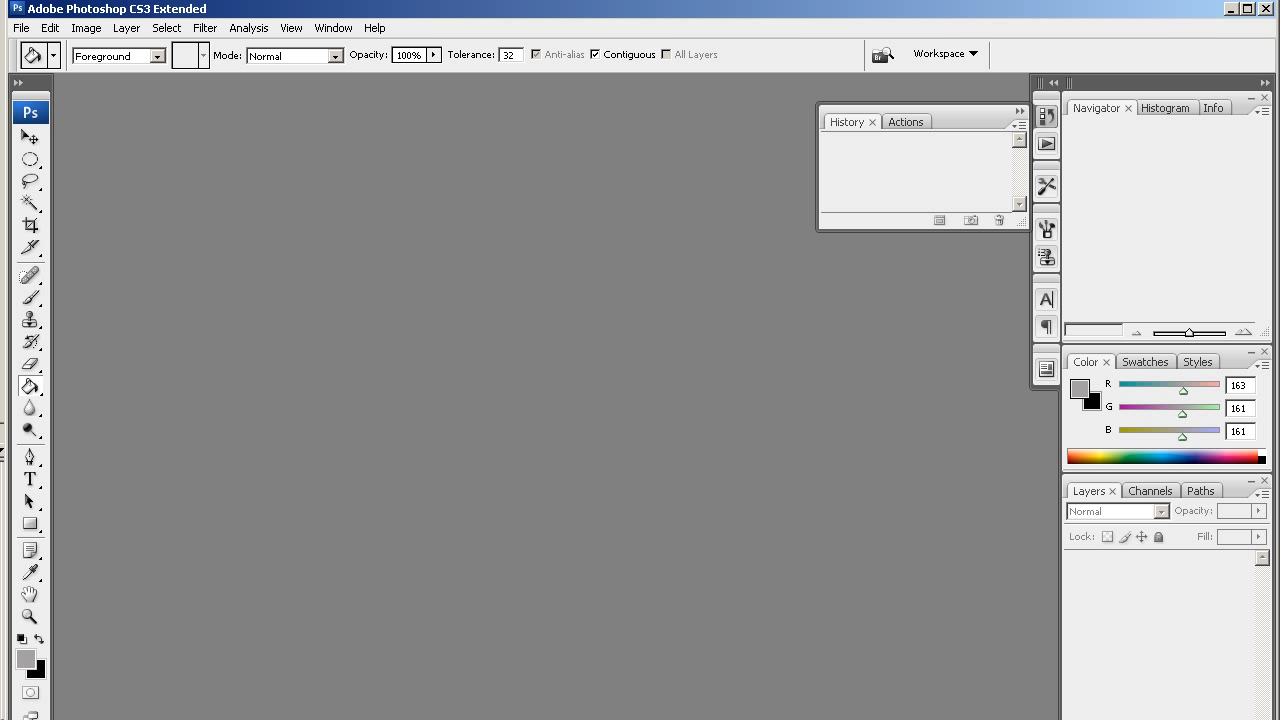 Ps Adobe Photoshop CS3 Extended
File Edit Image Layer Select Filter Analysis View Window Help
Foreground Mode: Normal Opacity: 100% Tolerance: 32 Anti-alias Contiguous All Layers Br Workspace
Ps
History Actions
Navigator Histogram Info
A
T
Color Swatches Styles
R 163
G 161
B 161
Layers Channels Paths
Normal Opacity:
Lock: Fill: